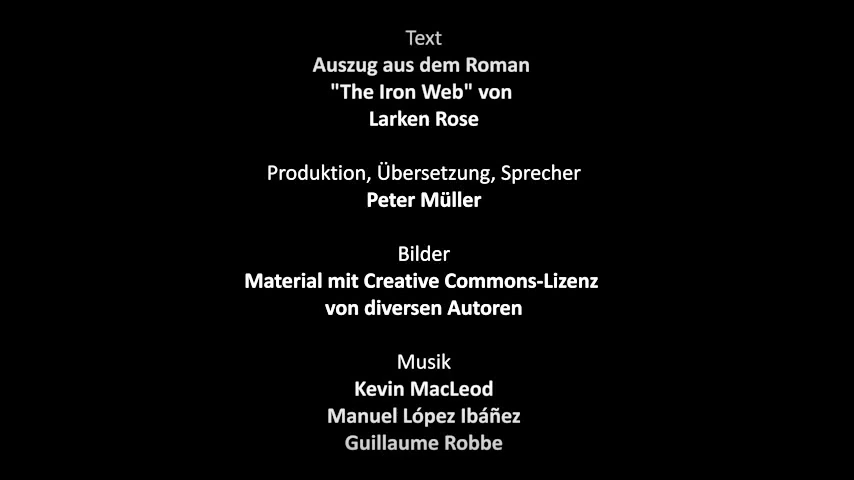 Text
Auszug aus dem Roman
"The Iron Web" von
Larken Rose
Produktion, Übersetzung, Sprecher
Peter Müller
Bilder
Material mit Creative Commons-Lizenz
von diversen Autoren
Musik
Kevin MacLeod
Manuel López Ibáñez
Guillaume Robbe